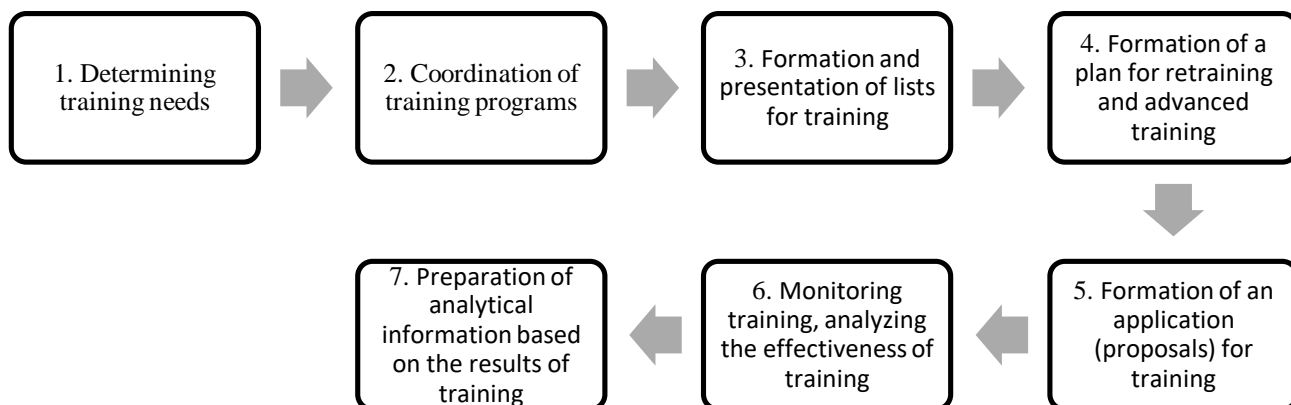 1. Determining
training needs
2. Coordination of
training programs
3. Formation and
presentation of lists
for training
4. Formation of a
plan for retraining
and advanced
training
5. Formation of an
application
(proposals) for
training
6. Monitoring
training, analyzing
the effectiveness of
training
7. Preparation of
analytical
information based
on the results of
training